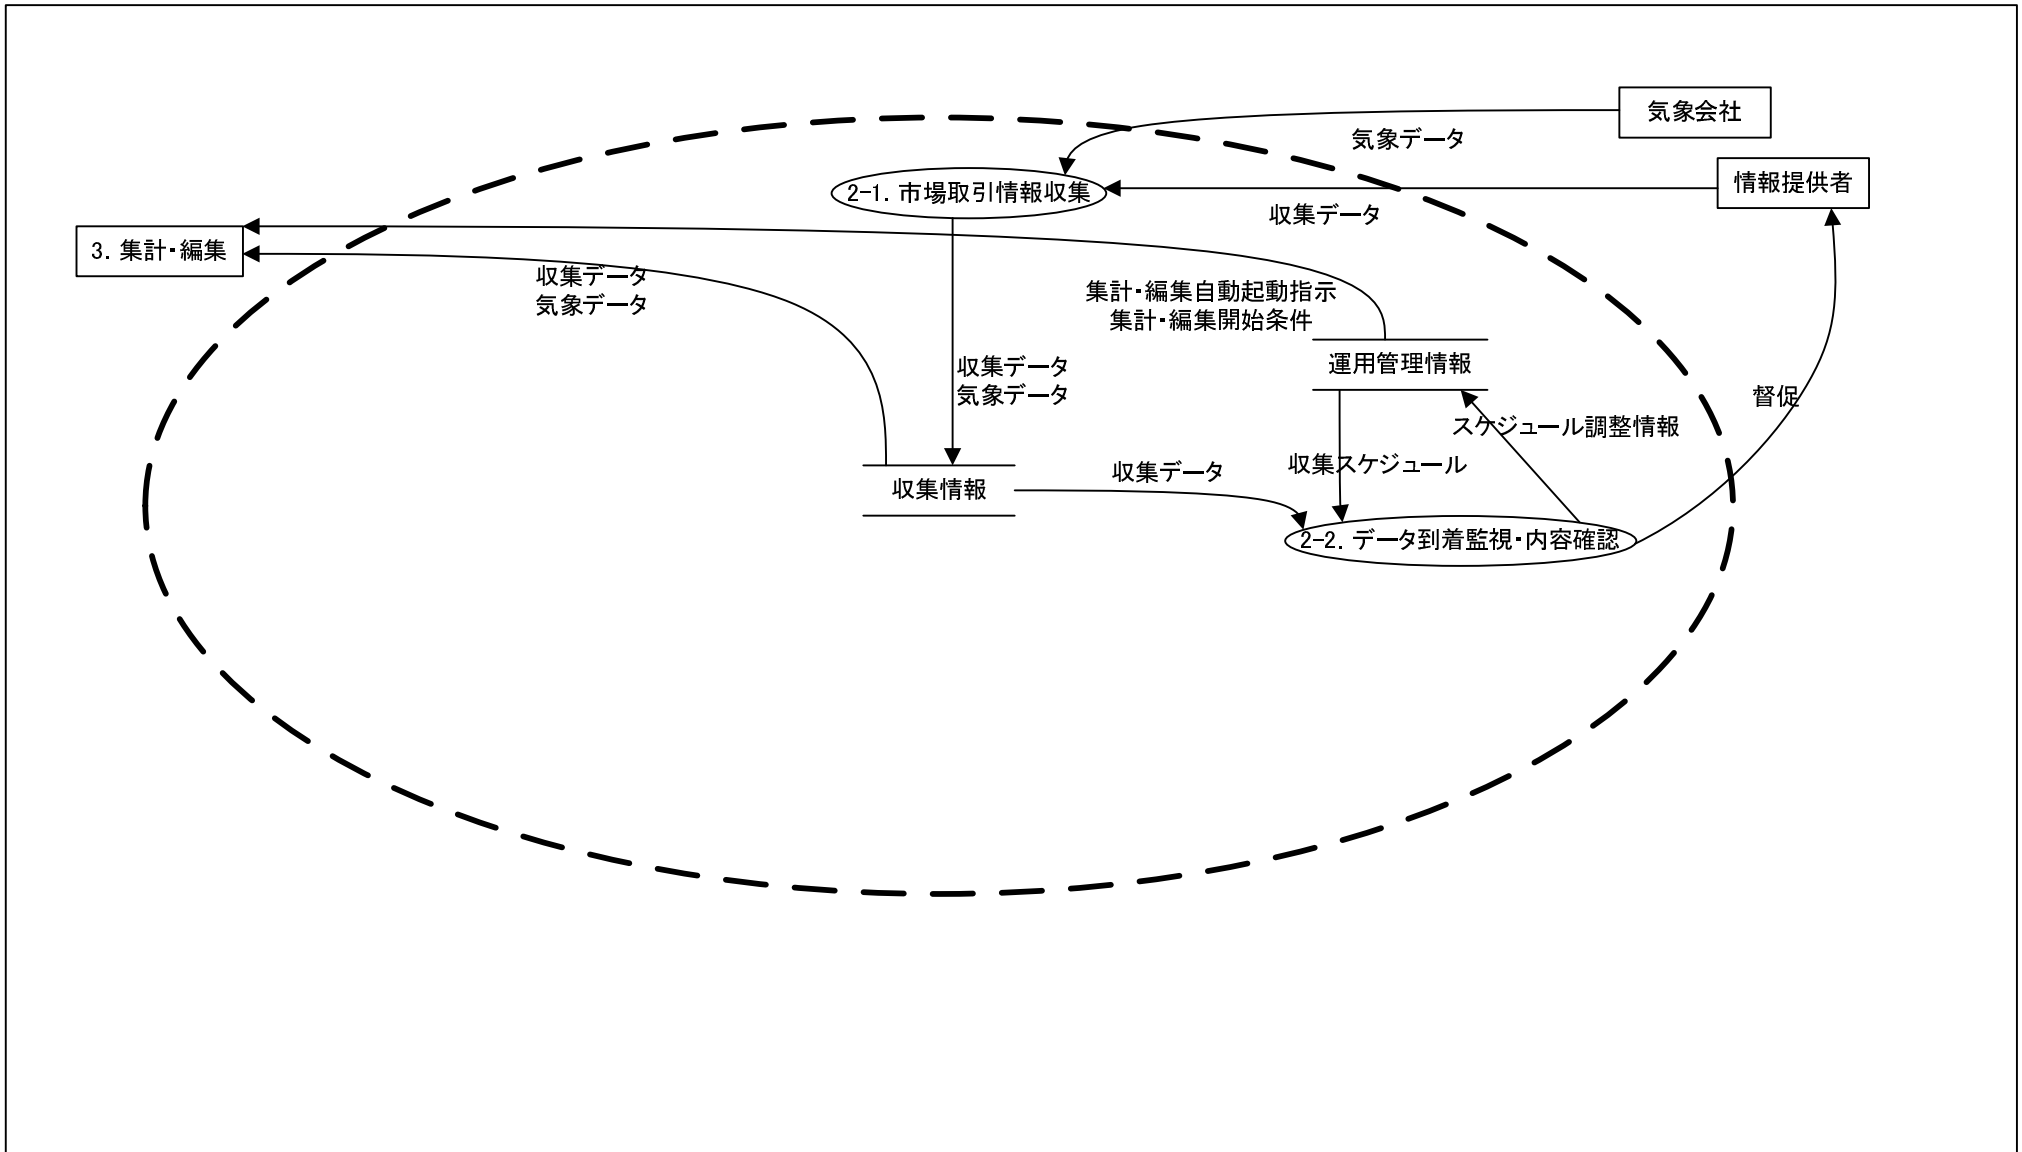 気象会社
気象データ
2-1. 市場取引情報収集
情報提供者
収集データ
3. 集計・編集
収集データ
気象データ
集計・編集自動起動指示
集計・編集開始条件
運用管理情報
収集データ
気象データ
督促
スケジュール調整情報
収集スケジュール
収集データ
収集情報
2-2. データ到着監視・内容確認